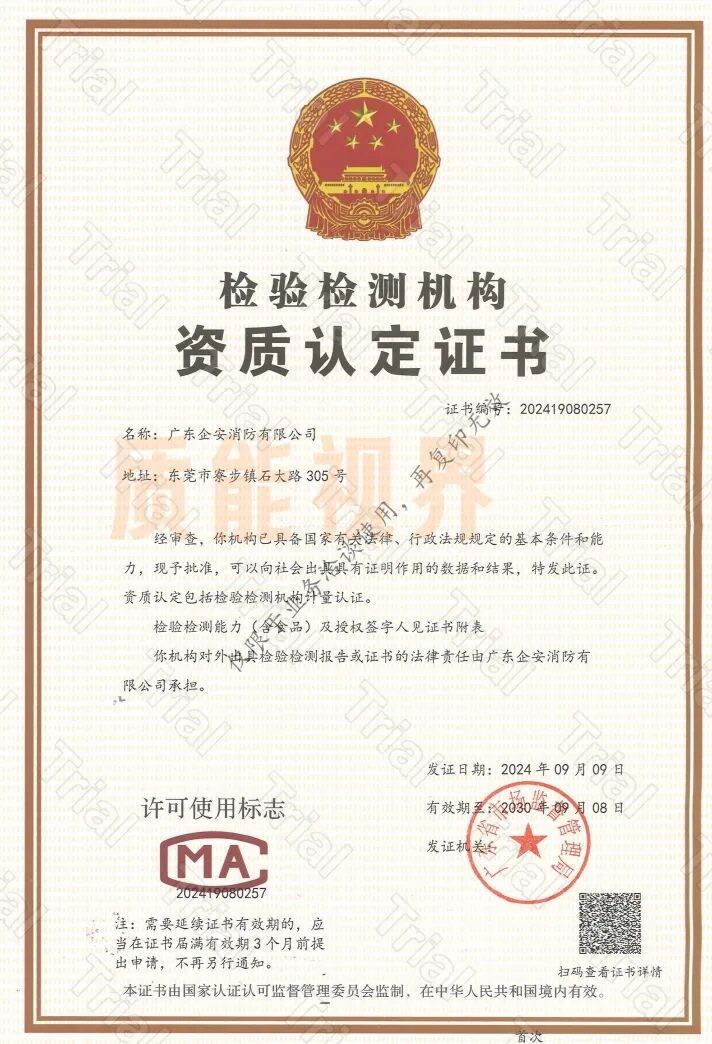 检验检测机构
资质认定证书
证书编号：202419080257
名称：广东企安消防有限公司
地址：东莞市寮步镇石大路305号
质能视界
仅限于业务洽谈使用，再复印无效
经审查，你机构已具备国家有关法律、行政法规规定的基本条件和能
力，现予批准，可以向社会出具具有证明作用的数据和结果，特发此证。
资质认定包括检验检测机构计量认证。
检验检测能力（含食品）及授权签字人见证书附表
你机构对外出具检验检测报告或证书的法律责任由广东企安消防有
限公司承担。
发证日期：2024年09月09日
有效期至：2030年09月08日
发证机关：
广东省市场监督管理局
许可使用标志
MA
202419080257
注：需要延续证书有效期的，应
当在证书届满有效期3个月前提
出申请，不再另行通知。
扫码查看证书详情
本证书由国家认证认可监督管理委员会监制，在中华人民共和国境内有效。
首次
Trial